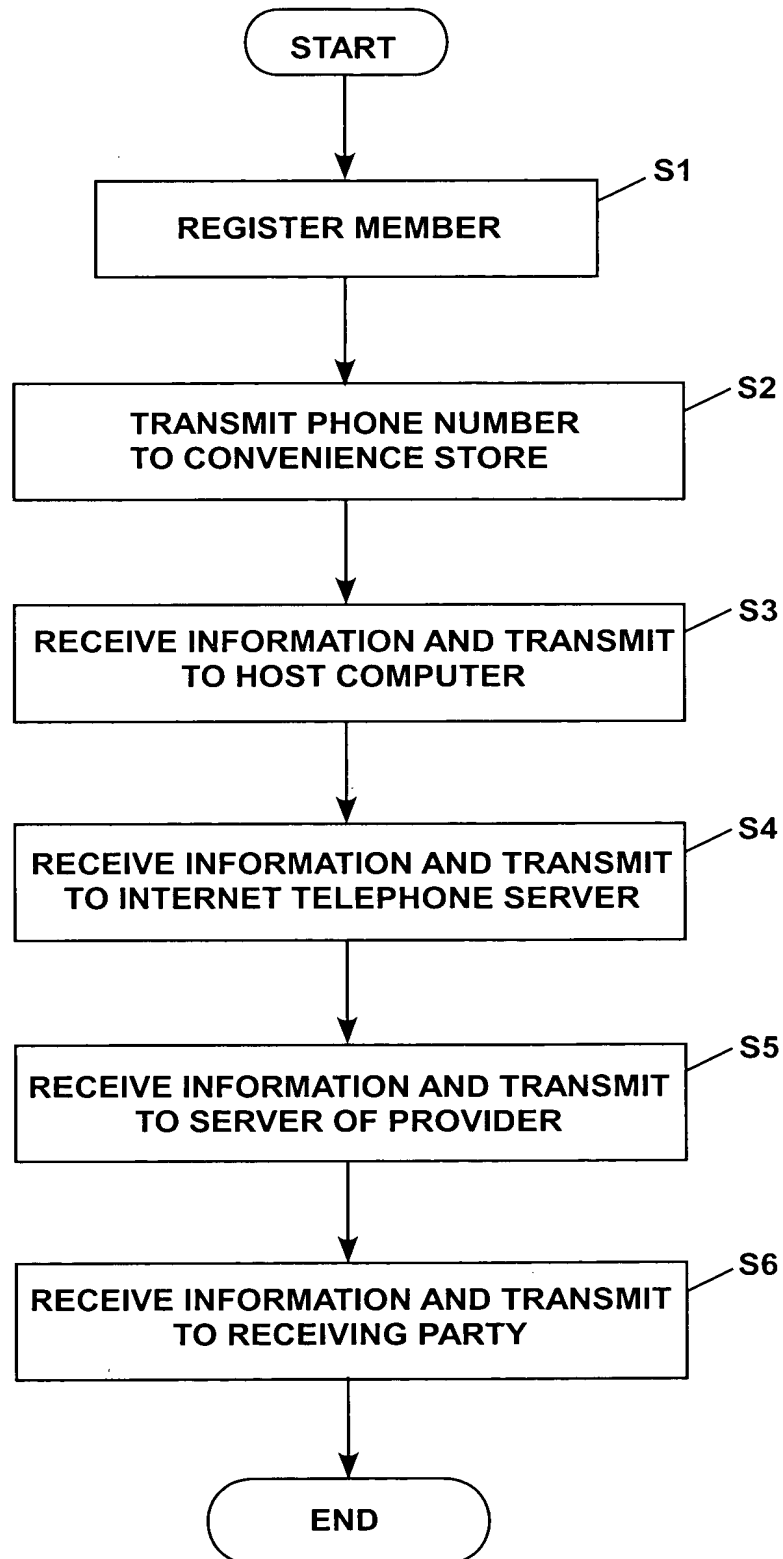 START
S1
REGISTER MEMBER
S2
TRANSMIT PHONE NUMBER
TO CONVENIENCE STORE
S3
RECEIVE INFORMATION AND TRANSMIT
TO HOST COMPUTER
S4
RECEIVE INFORMATION AND TRANSMIT
TO INTERNET TELEPHONE SERVER
S5
RECEIVE INFORMATION AND TRANSMIT
TO SERVER OF PROVIDER
S6
RECEIVE INFORMATION AND TRANSMIT
TO RECEIVING PARTY
END